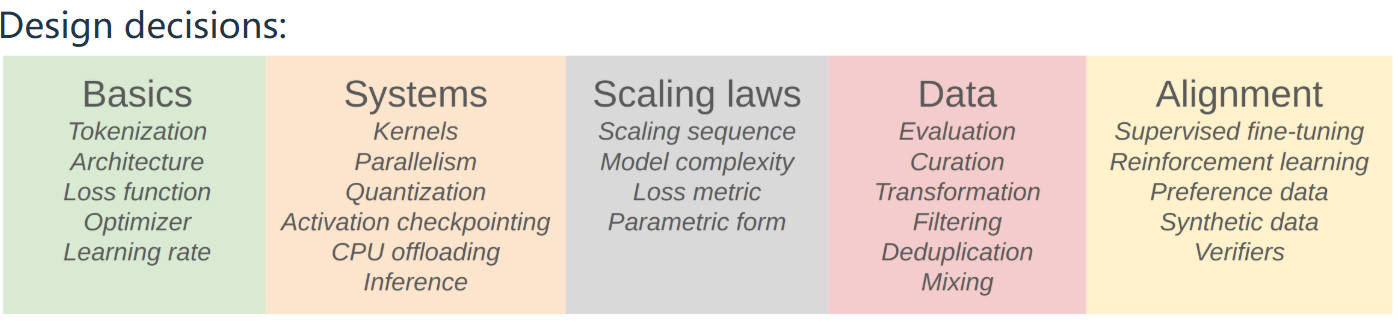 Design decisions:
Basics
Tokenization
Architecture
Loss function
Optimizer
Learning rate
Systems
Kernels
Parallelism
Quantization
Activation checkpointing
CPU offloading
Inference
Scaling laws
Scaling sequence
Model complexity
Loss metric
Parametric form
Data
Evaluation
Curation
Transformation
Filtering
Deduplication
Mixing
Alignment
Supervised fine-tuning
Reinforcement learning
Preference data
Synthetic data
Verifiers